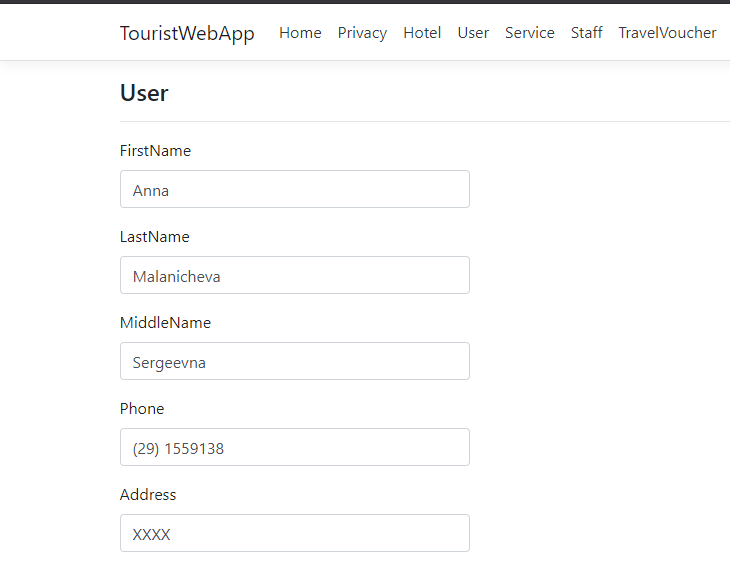 TouristWebApp Home Privacy Hotel User Service Staff TravelVoucher
User
FirstName
Anna
LastName
Malanicheva
MiddleName
Sergeevna
Phone
(29) 1559138
Address
XXXX